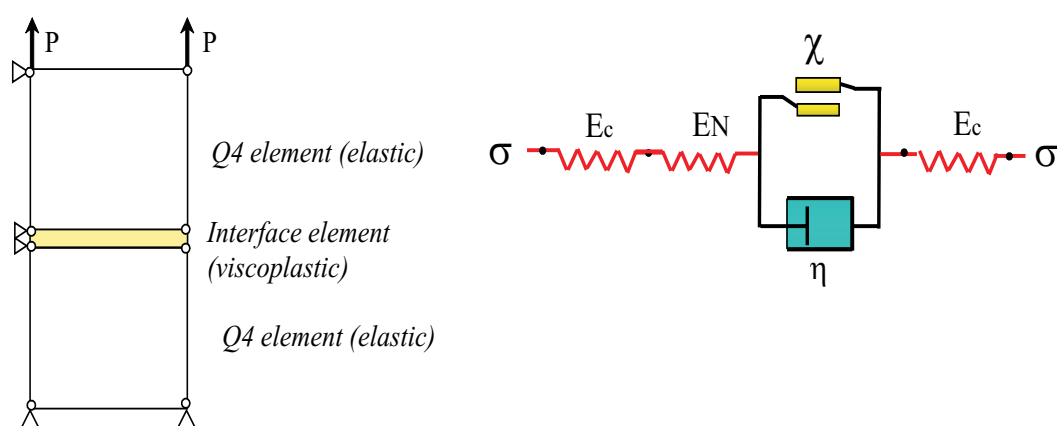 P
P
Q4 element (elastic)
Interface element
(viscoplastic)
Q4 element (elastic)
χ
σ
Ec
EN
Ec
σ
η